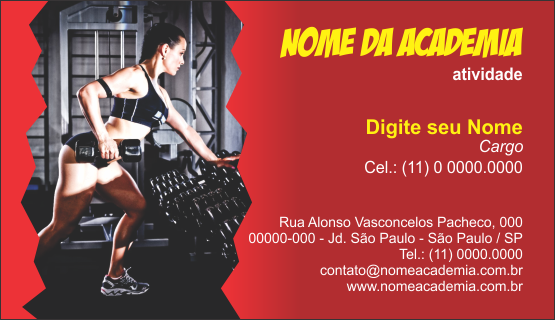 NOME DA ACADEMIA
atividade
Digite seu Nome
Cargo
Cel.: (11) 0 0000.0000
Rua Alonso Vasconcelos Pacheco, 000
00000-000 - Jd. São Paulo - São Paulo / SP
Tel.: (11) 0000.0000
contato@nomeacademia.com.br
www.nomeacademia.com.br